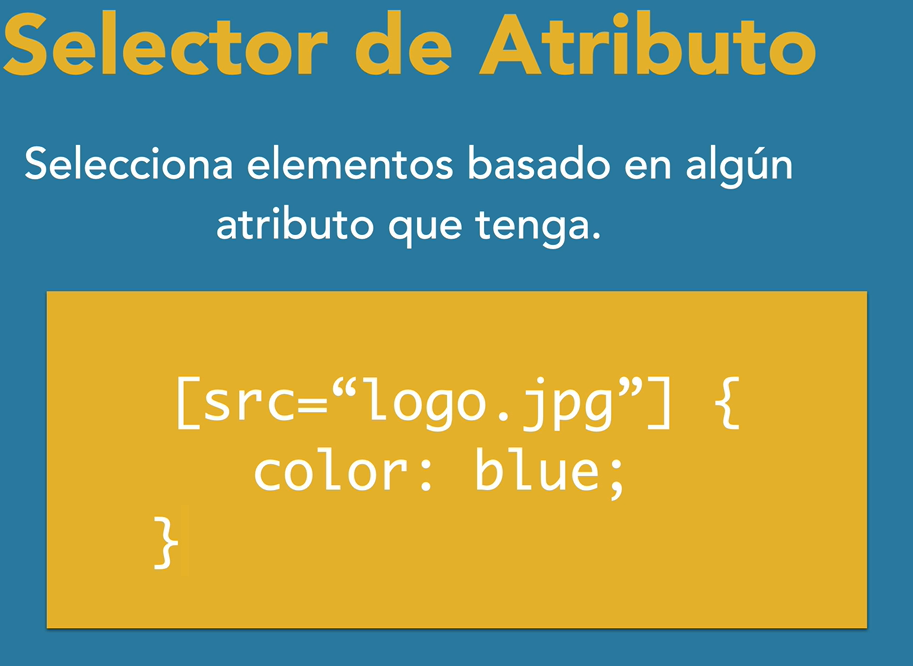 Selector de Atributo
Selecciona elementos basado en algún
atributo que tenga.
[src=“logo.jpg”] {
color: blue;
}